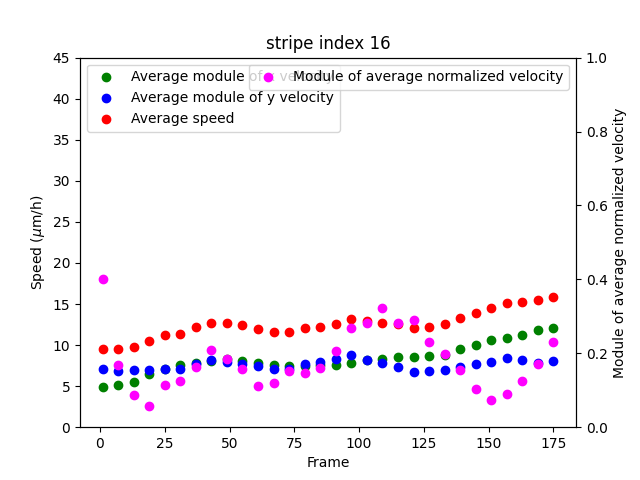 stripe index 16
Average module of x velocity
Average module of y velocity
Average speed
Module of average normalized velocity
45
40
35
30
25
20
15
10
5
0
Speed (μm/h)
1.0
0.8
0.6
0.4
0.2
0.0
Module of average normalized velocity
0 25 50 75 100 125 150 175
Frame